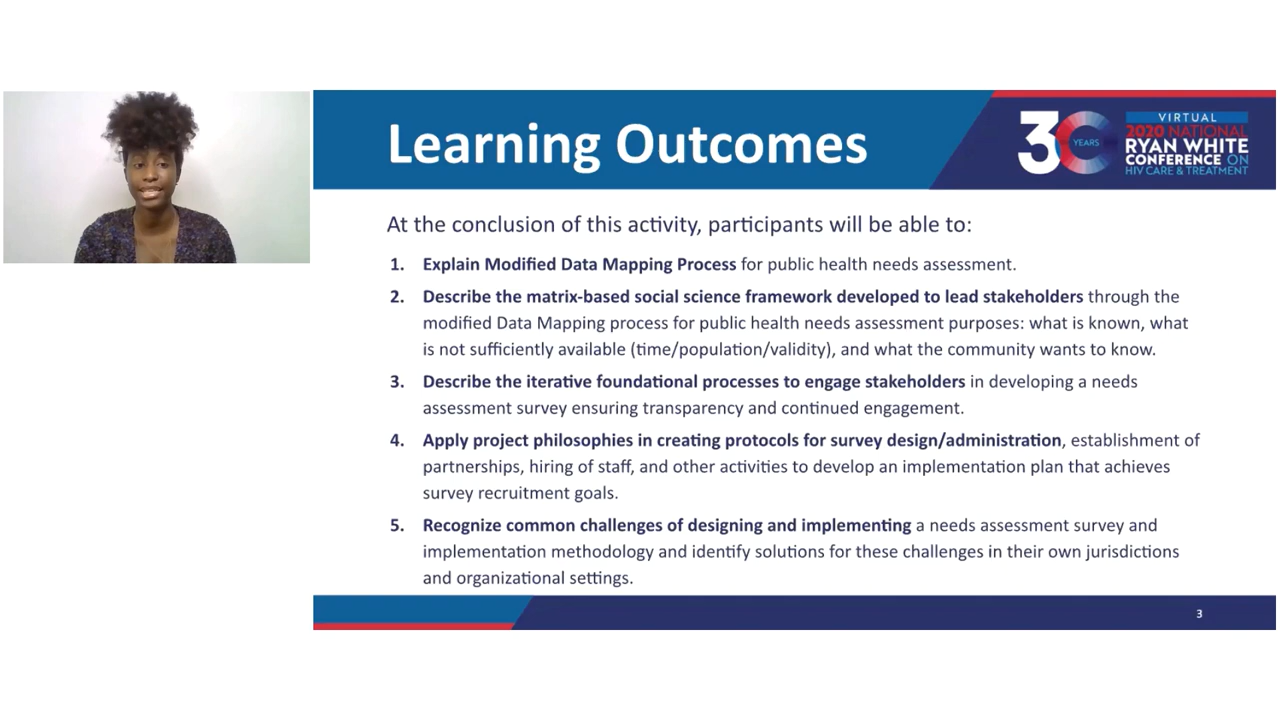 Learning Outcomes
30 YEARS
VIRTUAL
2020 NATIONAL
RYAN WHITE
CONFERENCE ON
HIV CARE & TREATMENT
At the conclusion of this activity, participants will be able to:
1. Explain Modified Data Mapping Process for public health needs assessment.
2. Describe the matrix-based social science framework developed to lead stakeholders through the
modified Data Mapping process for public health needs assessment purposes: what is known, what
is not sufficiently available (time/population/validity), and what the community wants to know.
3. Describe the iterative foundational processes to engage stakeholders in developing a needs
assessment survey ensuring transparency and continued engagement.
4. Apply project philosophies in creating protocols for survey design/administration, establishment of
partnerships, hiring of staff, and other activities to develop an implementation plan that achieves
survey recruitment goals.
5. Recognize common challenges of designing and implementing a needs assessment survey and
implementation methodology and identify solutions for these challenges in their own jurisdictions
and organizational settings.
3